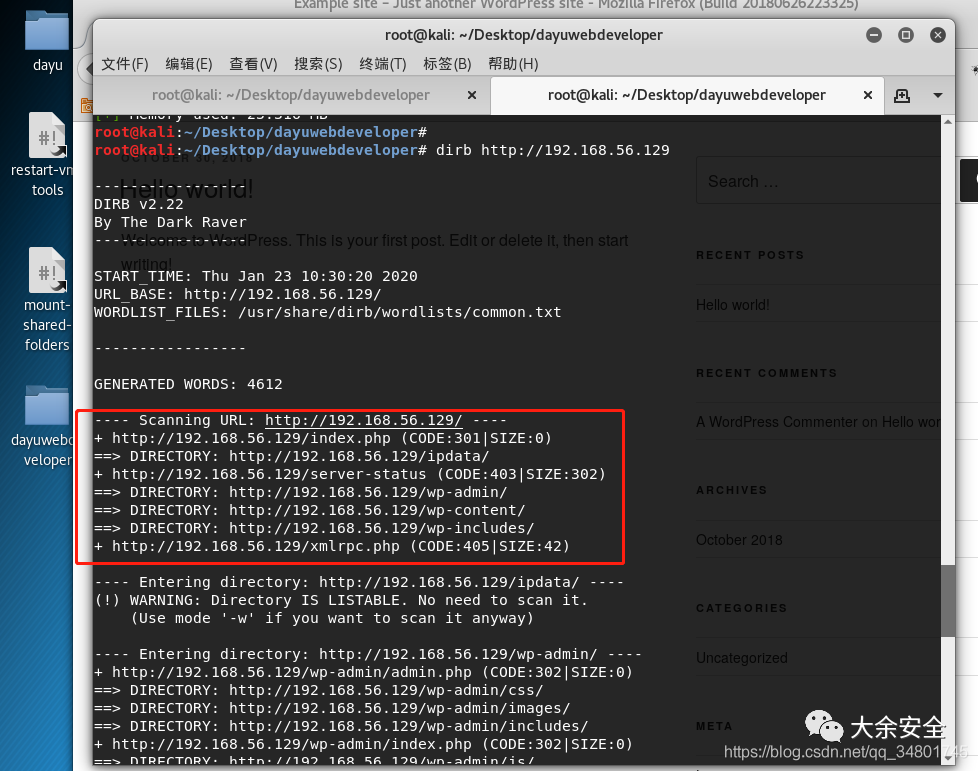 Example site – Just another WordPress site - Mozilla Firefox (Build 20180626223325)
root@kali: ~/Desktop/dayuwebdeveloper
文件(F) 编辑(E) 查看(V) 搜索(S) 终端(T) 标签(B) 帮助(H)
root@kali: ~/Desktop/dayuwebdeveloper
root@kali: ~/Desktop/dayuwebdeveloper
dayu
restart-vm
tools
mount-
shared-
folders
dayuwebd
veloper
[+] Memory used: 23.316 MB
root@kali:~/Desktop/dayuwebdeveloper#
root@kali:~/Desktop/dayuwebdeveloper# dirb http://192.168.56.129
-----------------
DIRB v2.22
By The Dark Raver
-----------------
START_TIME: Thu Jan 23 10:30:20 2020
URL_BASE: http://192.168.56.129/
WORDLIST_FILES: /usr/share/dirb/wordlists/common.txt
-----------------
GENERATED WORDS: 4612
---- Scanning URL: http://192.168.56.129/ ----
+ http://192.168.56.129/index.php (CODE:301|SIZE:0)
==> DIRECTORY: http://192.168.56.129/ipdata/
+ http://192.168.56.129/server-status (CODE:403|SIZE:302)
==> DIRECTORY: http://192.168.56.129/wp-admin/
==> DIRECTORY: http://192.168.56.129/wp-content/
==> DIRECTORY: http://192.168.56.129/wp-includes/
+ http://192.168.56.129/xmlrpc.php (CODE:405|SIZE:42)
---- Entering directory: http://192.168.56.129/ipdata/ ----
(!) WARNING: Directory IS LISTABLE. No need to scan it.
(Use mode '-w' if you want to scan it anyway)
---- Entering directory: http://192.168.56.129/wp-admin/ ----
+ http://192.168.56.129/wp-admin/admin.php (CODE:302|SIZE:0)
==> DIRECTORY: http://192.168.56.129/wp-admin/css/
==> DIRECTORY: http://192.168.56.129/wp-admin/images/
==> DIRECTORY: http://192.168.56.129/wp-admin/includes/
+ http://192.168.56.129/wp-admin/index.php (CODE:302|SIZE:0)
==> DIRECTORY: http://192.168.56.129/wp-admin/js/
OCTOBER 30, 2018
Hello world!
Welcome to WordPress. This is your first post. Edit or delete it, then start
writing!
Search …
RECENT POSTS
Hello world!
RECENT COMMENTS
A WordPress Commenter on Hello wor
ARCHIVES
October 2018
CATEGORIES
Uncategorized
META
大余安全
https://blog.csdn.net/qq_34801745